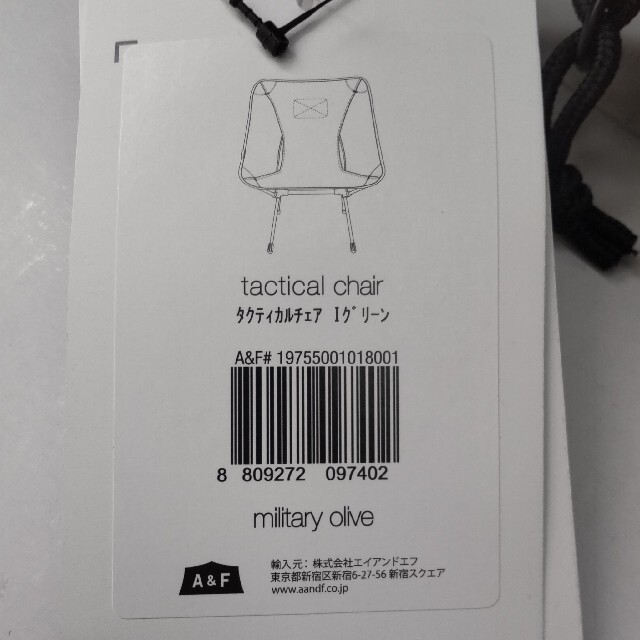 tactical chair
ﾀｸﾃｨｶﾙﾁｪｱ Iｸﾞﾘｰﾝ
A&F# 19755001018001
8 809272 097402
military olive
A&F
輸入元：株式会社エイアンドエフ
東京都新宿区新宿6-27-56 新宿スクエア
www.aandf.co.jp